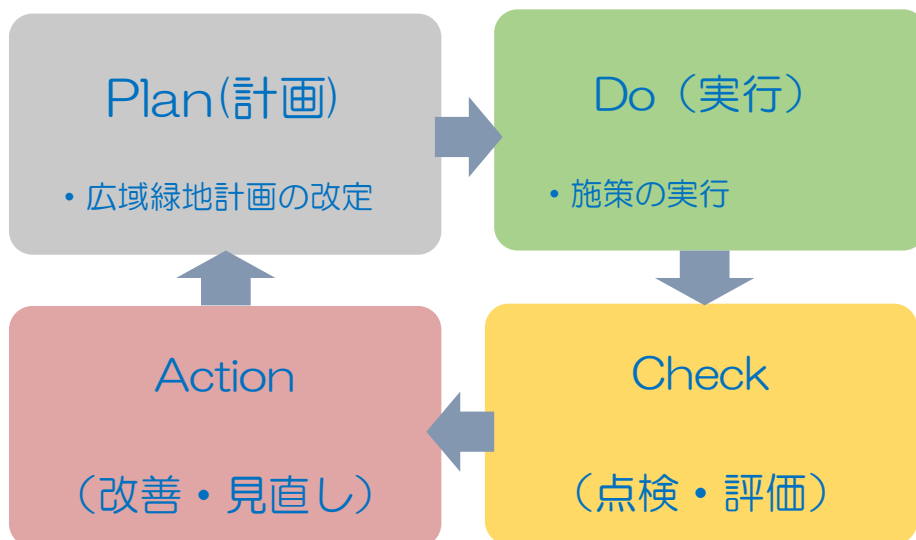 Plan(計画)
・広域緑地計画の改定
Do（実行）
・施策の実行
Action
（改善・見直し）
Check
（点検・評価）